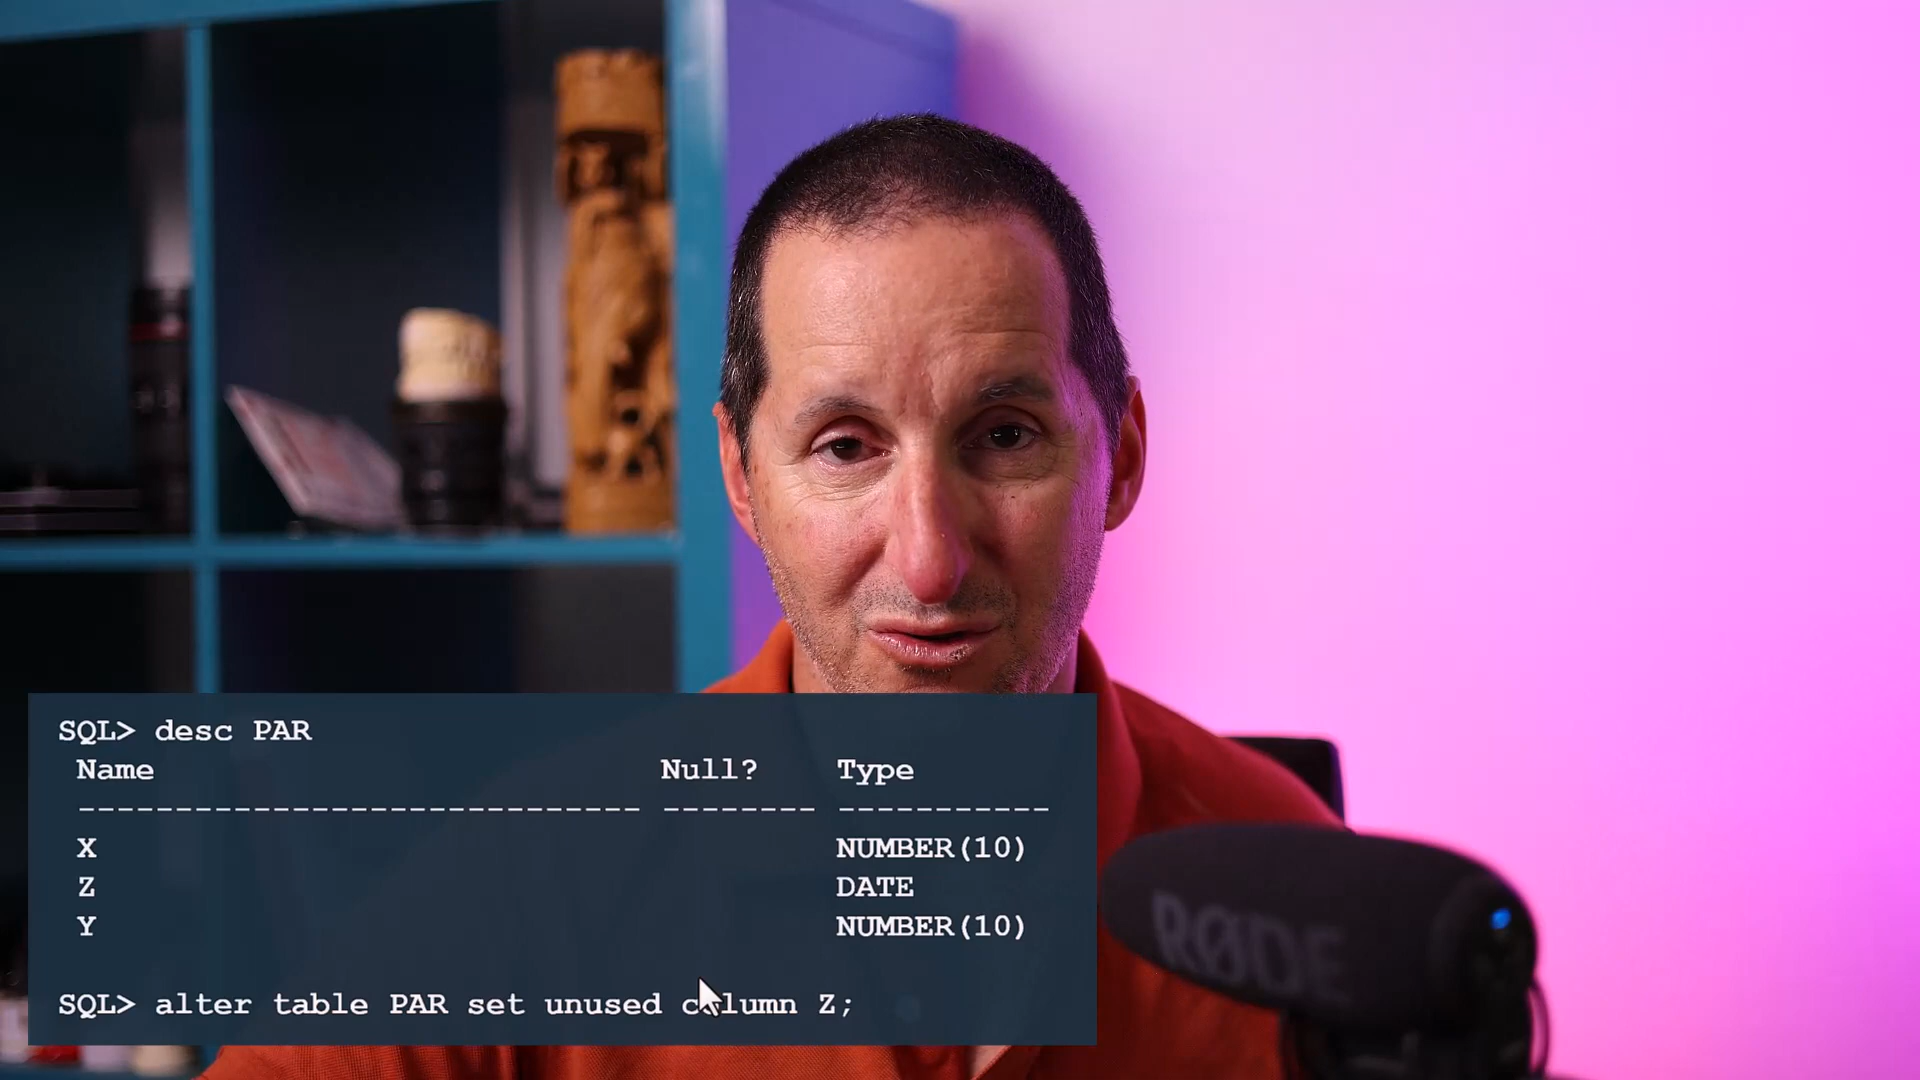 SQL> desc PAR
Name Null? Type
----------------------------- -------- -----------
X NUMBER(10)
Z DATE
Y NUMBER(10)
SQL> alter table PAR set unused column Z;
RØDE